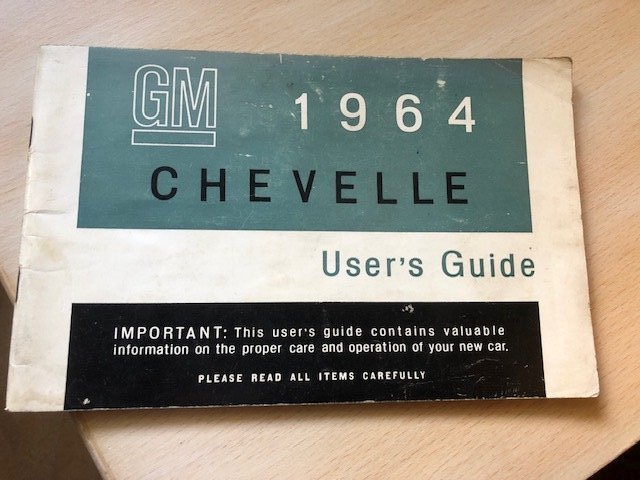 GM
1964
CHEVELLE
User's Guide
IMPORTANT: This user's guide contains valuable
information on the proper care and operation of your new car.
PLEASE READ ALL ITEMS CAREFULLY